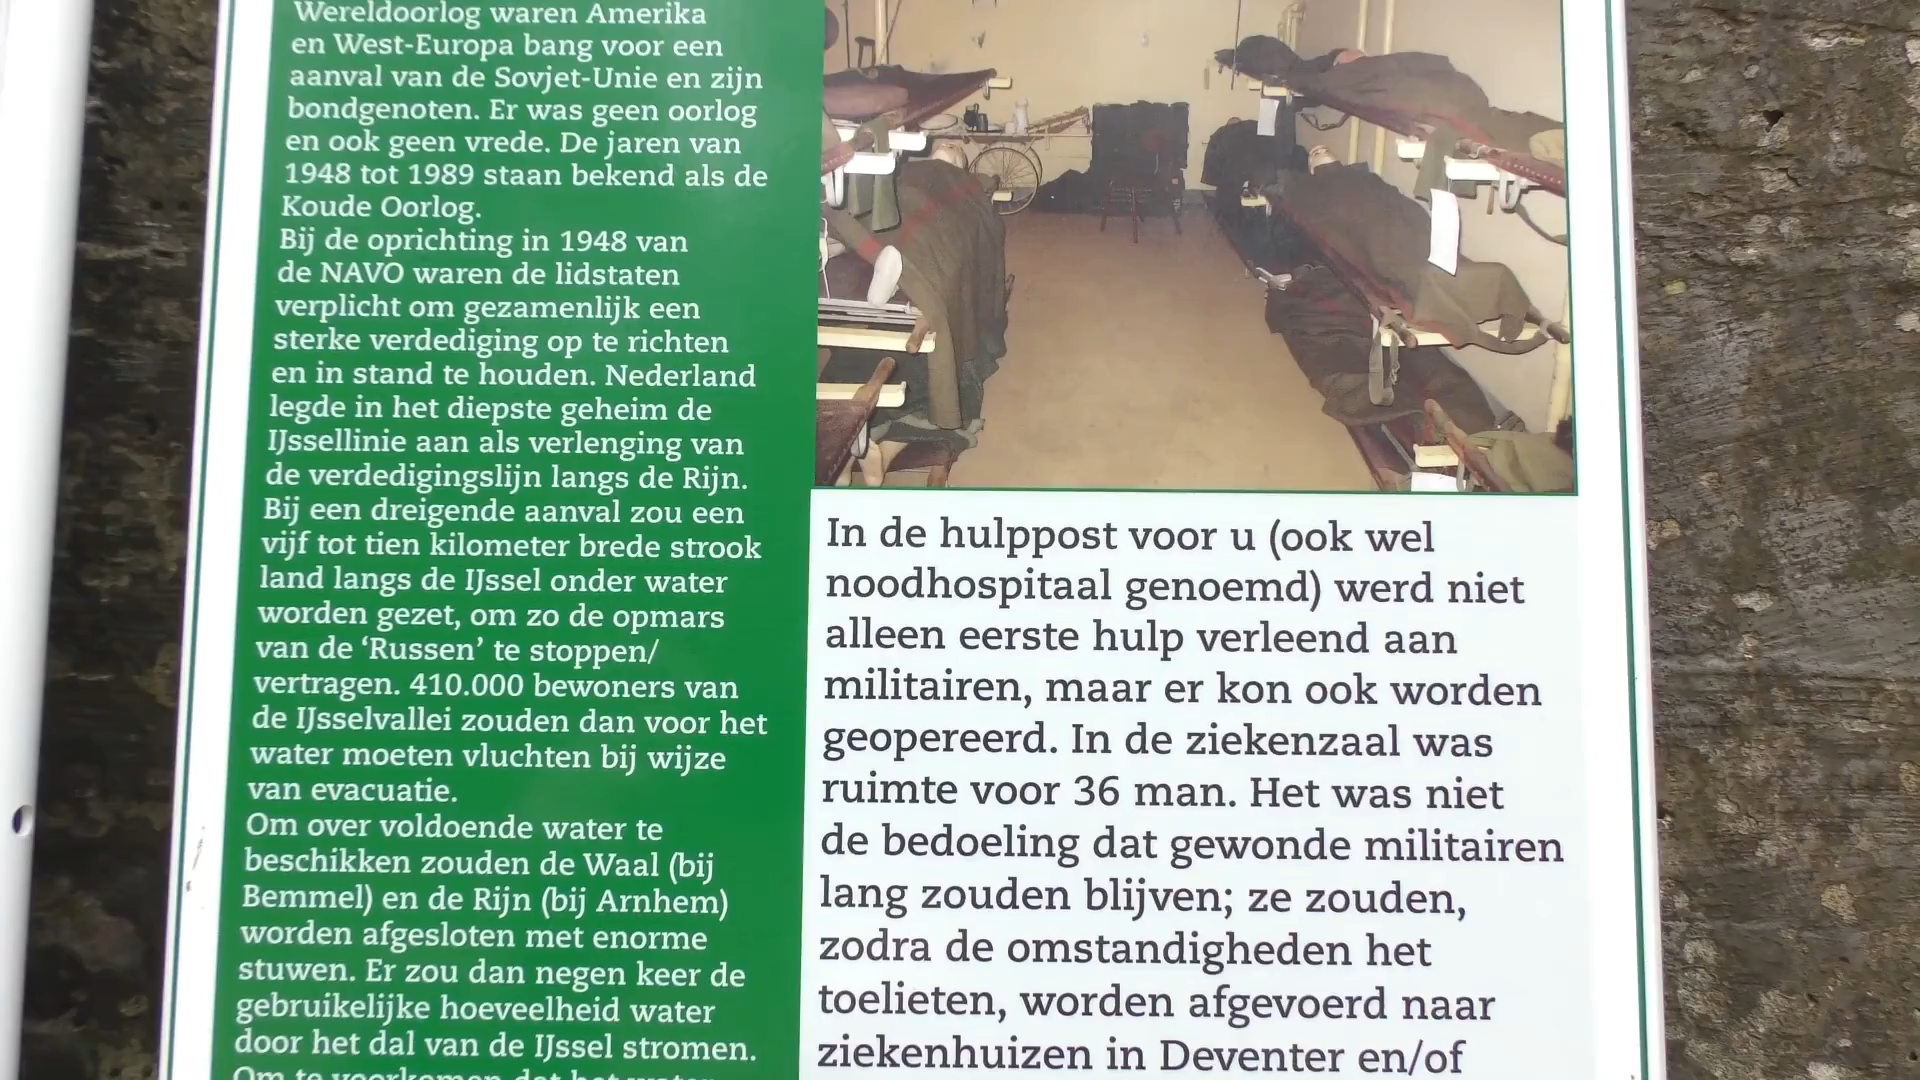 Wereldoorlog waren Amerika
en West-Europa bang voor een
aanval van de Sovjet-Unie en zijn
bondgenoten. Er was geen oorlog
en ook geen vrede. De jaren van
1948 tot 1989 staan bekend als de
Koude Oorlog.
Bij de oprichting in 1948 van
de NAVO waren de lidstaten
verplicht om gezamenlijk een
sterke verdediging op te richten
en in stand te houden. Nederland
legde in het diepste geheim de
IJssellinie aan als verlenging van
de verdedigingslijn langs de Rijn.
Bij een dreigende aanval zou een
vijf tot tien kilometer brede strook
land langs de IJssel onder water
worden gezet, om zo de opmars
van de ‘Russen’ te stoppen/
vertragen. 410.000 bewoners van
de IJsselvallei zouden dan voor het
water moeten vluchten bij wijze
van evacuatie.
Om over voldoende water te
beschikken zouden de Waal (bij
Bemmel) en de Rijn (bij Arnhem)
worden afgesloten met enorme
stuwen. Er zou dan negen keer de
gebruikelijke hoeveelheid water
door het dal van de IJssel stromen.
Om te voorkomen dat het water
In de hulppost voor u (ook wel
noodhospitaal genoemd) werd niet
alleen eerste hulp verleend aan
militairen, maar er kon ook worden
geopereerd. In de ziekenzaal was
ruimte voor 36 man. Het was niet
de bedoeling dat gewonde militairen
lang zouden blijven; ze zouden,
zodra de omstandigheden het
toelieten, worden afgevoerd naar
ziekenhuizen in Deventer en/of